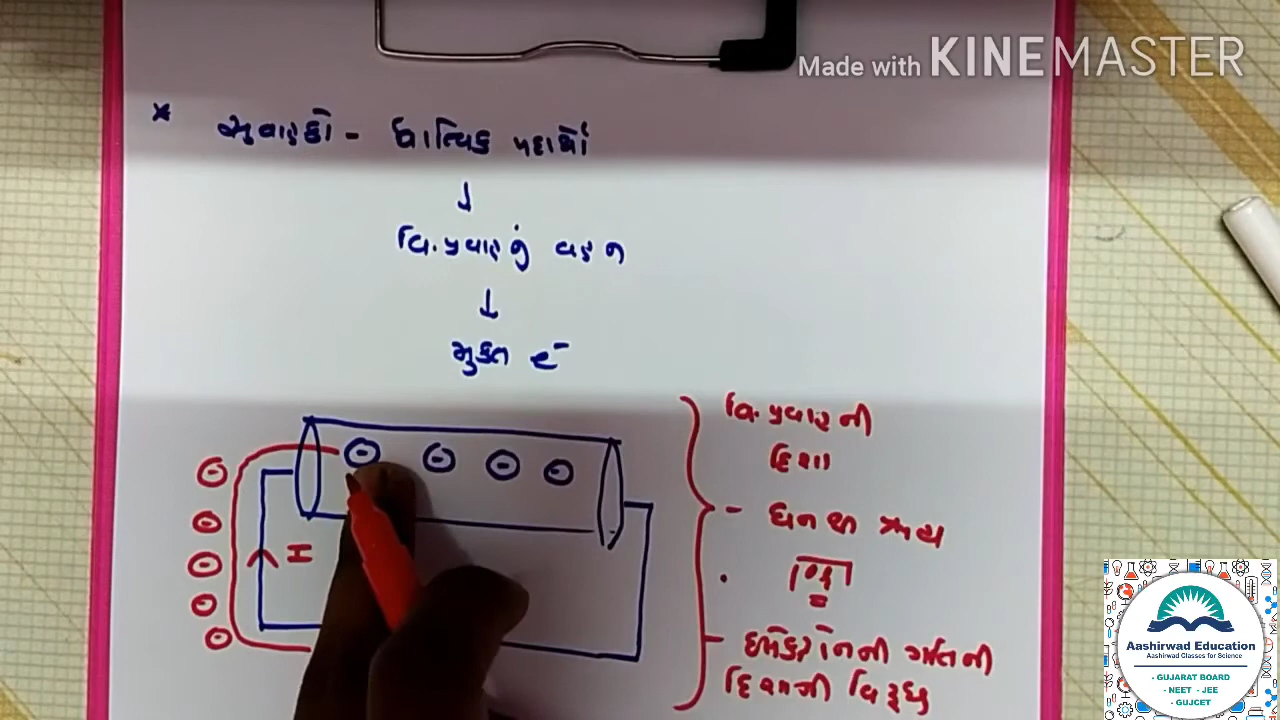 Made with KINEMASTER
* સુવાહકો - ધાત્વિક પદાર્થો
↓
વિ. પ્રવાહનું વહન
↓
મુક્ત e⁻
વિ. પ્રવાહની
દિશા
- ધન થી ઋણ
- ઇલેક્ટ્રોનની ગતિની
દિશાની વિરૂધ્ધ
I
Aashirwad Education
Aashirwad Classes for Science
- GUJARAT BOARD
- NEET - JEE
- GUJCET